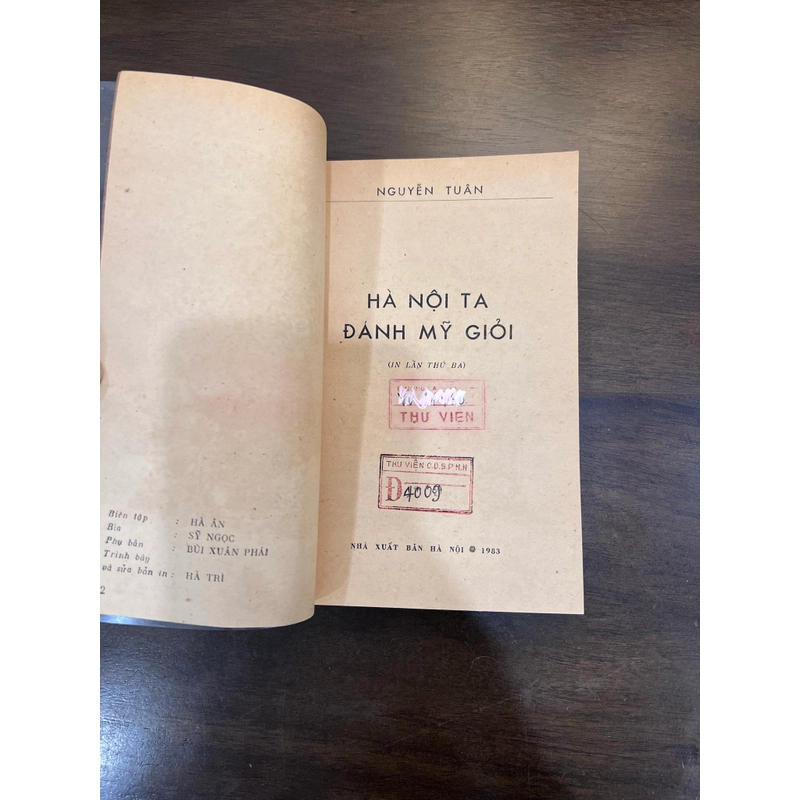 Biên tập : HÀ ÂN
Bìa : SỸ NGỌC
Phụ bản : BÙI XUÂN PHÁI
Trình bày
và sửa bản in : HÀ TRÌ
2
NGUYỄN TUÂN
HÀ NỘI TA
ĐÁNH MỸ GIỎI
(IN LẦN THỨ BA)
THƯ VIỆN
THƯ VIỆN C.Đ.S.P H.N
Đ 4009
NHÀ XUẤT BẢN HÀ NỘI 1983